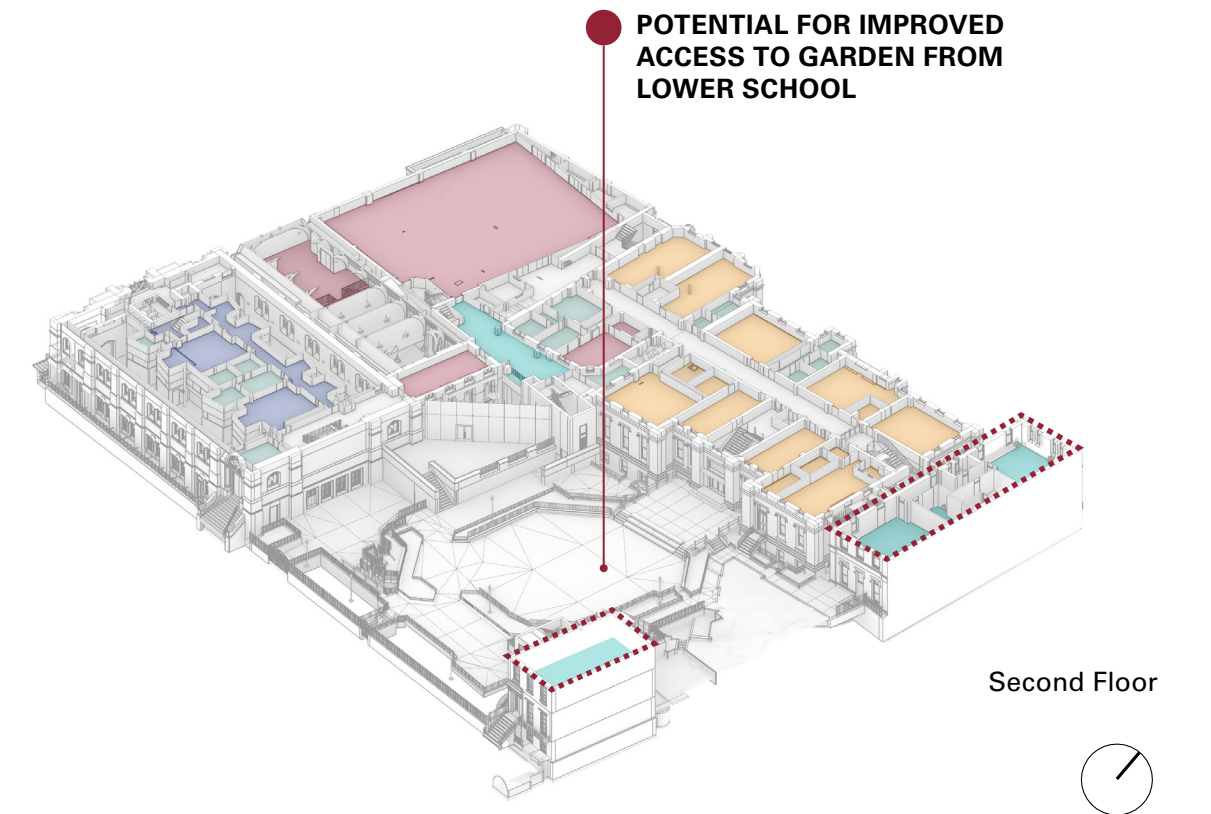 POTENTIAL FOR IMPROVED
ACCESS TO GARDEN FROM
LOWER SCHOOL
Second Floor